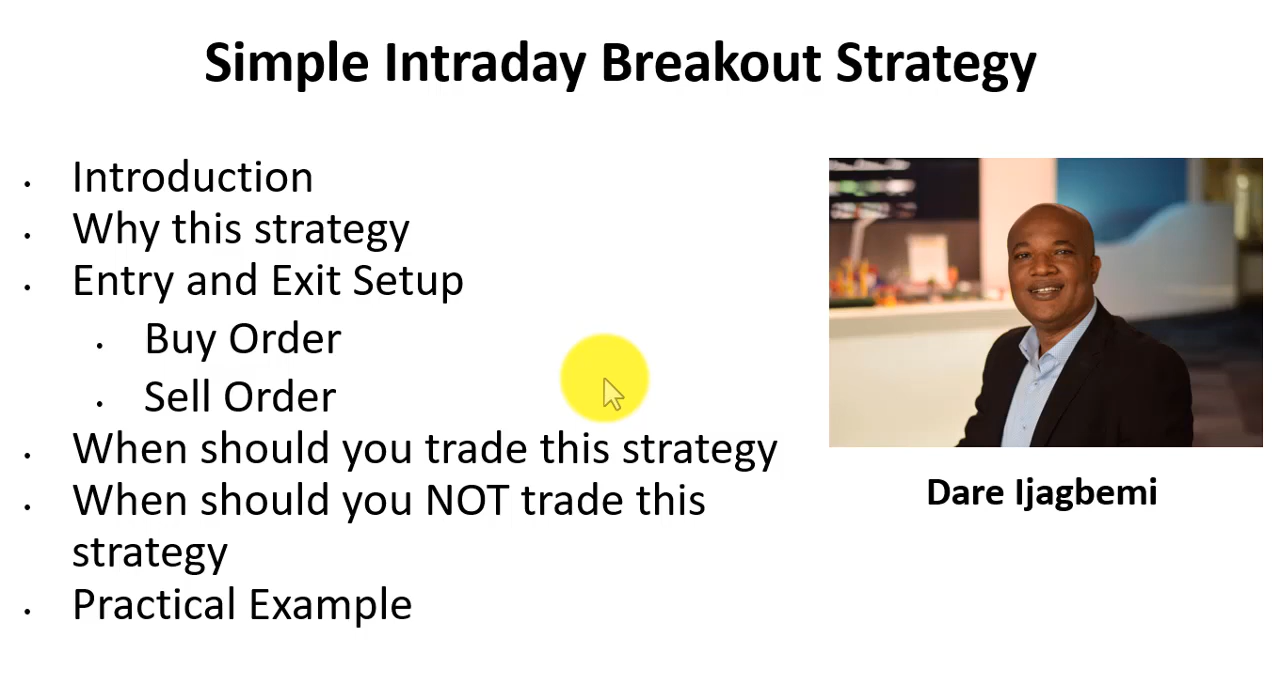 Simple Intraday Breakout Strategy
Introduction
Why this strategy
Entry and Exit Setup
Buy Order
Sell Order
When should you trade this strategy
When should you NOT trade this
strategy
Practical Example
Dare Ijagbemi